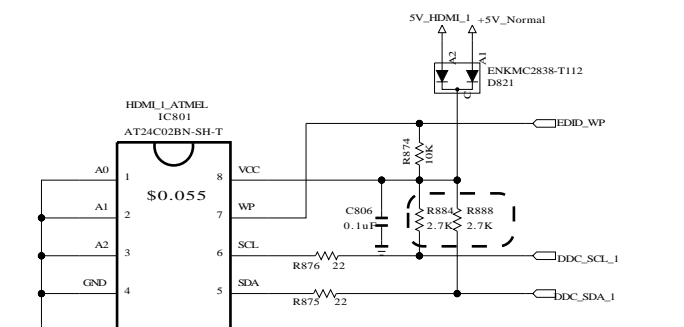 5V_HDMI_1 +5V_Normal
A2
A1
ENKMC2838-T112
D821
C
HDMI_1_ATMEL
IC801
AT24C02BN-SH-T
EDID_WP
R874
10K
A0 1 8 VCC
$0.055
A1 2 7 WP
C806
0.1uF
R884
2.7K
R888
2.7K
A2 3 6 SCL
R876 22
DDC_SCL_1
GND 4 5 SDA
R875 22
DDC_SDA_1